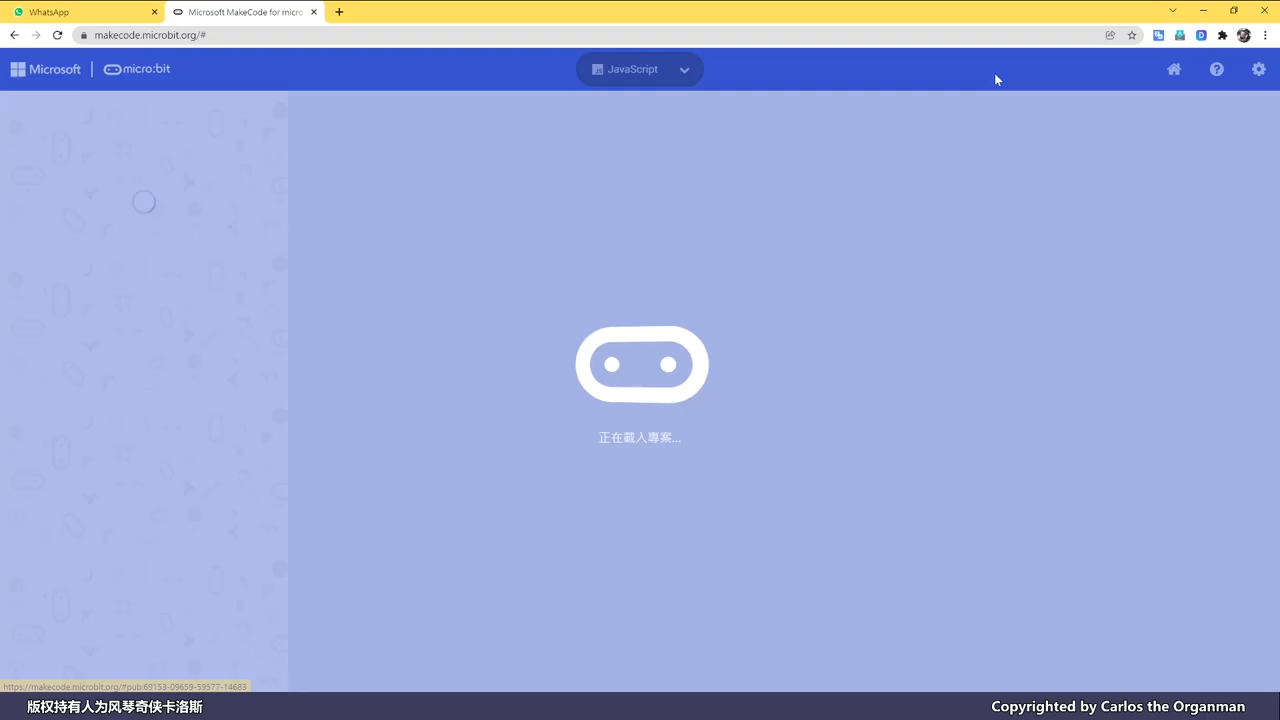 WhatsApp
Microsoft MakeCode for micro
makecode.microbit.org/#
Microsoft
micro:bit
JS JavaScript
正在載入專案...
https://makecode.microbit.org/#pub:69153-09659-59577-14683
版权持有人为风琴奇侠卡洛斯
Copyrighted by Carlos the Organman